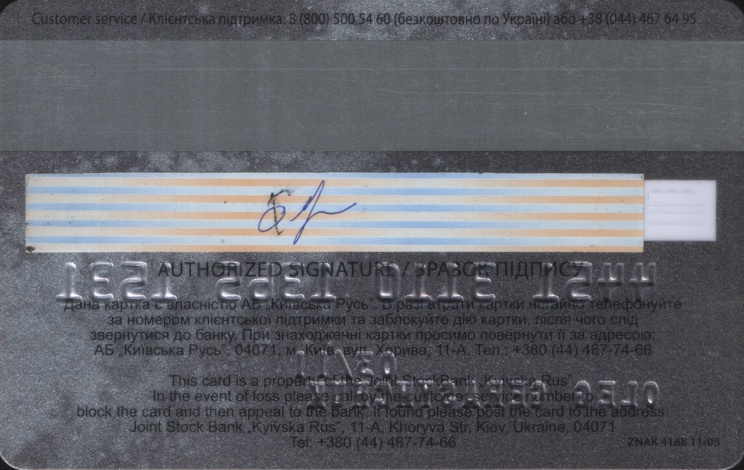 Customer service / Клієнтська підтримка: 8 (800) 500 54 60 (безкоштовно по Україні) або +38 (044) 467 64 95
AUTHORIZED SIGNATURE / ЗРАЗОК ПІДПИСУ
Дана картка є власністю АБ „Київська Русь". В разі втрати картки негайно телефонуйте
за номером клієнтської підтримки та заблокуйте дію картки, після чого слід
звернутися до банку. При знаходженні картки просимо повернути її за адресою:
АБ „Київська Русь", 04071, м. Київ, вул. Хорива, 11-А. Тел.: +380 (44) 467-74-66
This card is a property of the Joint StockBank „Kyivska Rus"
In the event of loss please call by the customer service number to
block the card and then appeal to the bank. If found please post the card to the address:
Joint Stock Bank „Kyivska Rus", 11-A, Khoryva Str, Kiev, Ukraine, 04071
Tel: +380 (44) 467-74-66
ZNAK 4188 11/08